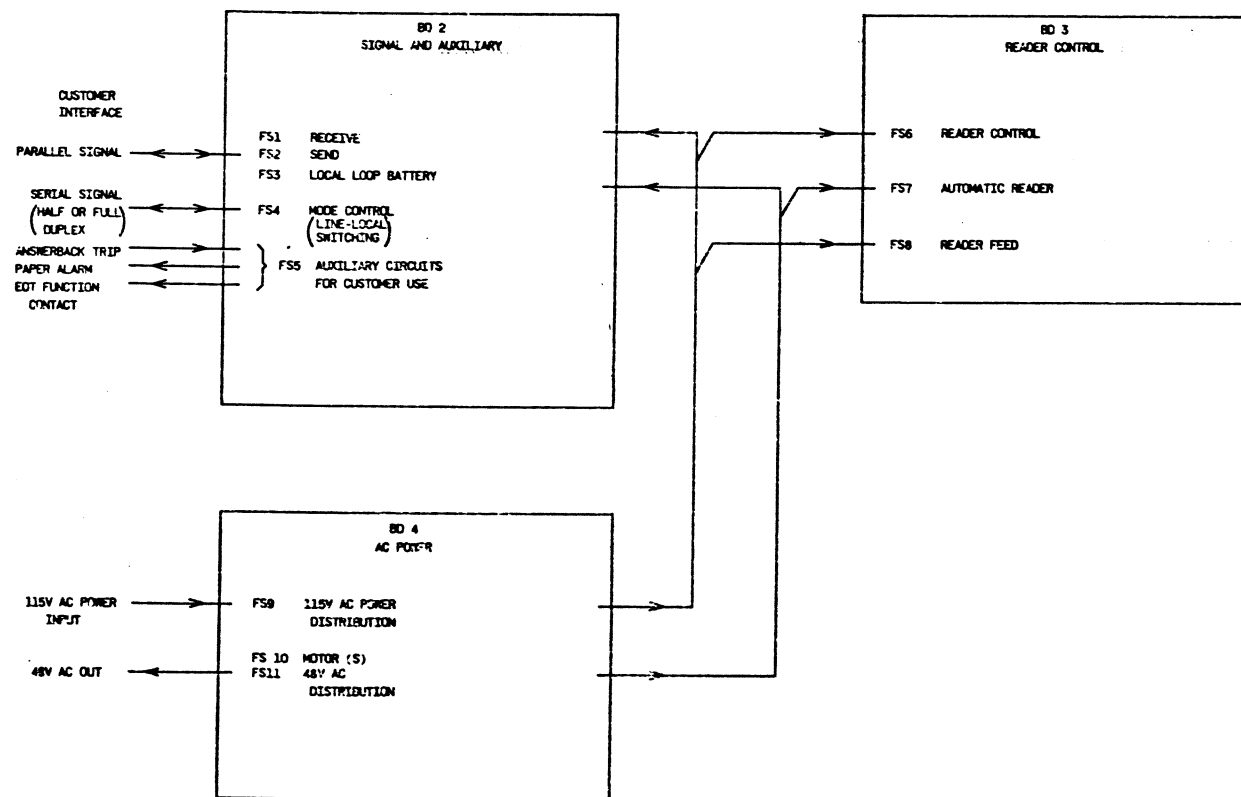 BD 2
SIGNAL AND AUXILIARY
BD 3
READER CONTROL
CUSTOMER
INTERFACE
FS1 RECEIVE
FS6 READER CONTROL
PARALLEL SIGNAL
FS2 SEND
FS3 LOCAL LOOP BATTERY
SERIAL SIGNAL
(HALF OR FULL
DUPLEX)
FS4 MODE CONTROL
(LINE-LOCAL
SWITCHING)
FS7 AUTOMATIC READER
ANSWERBACK TRIP
PAPER ALARM
EOT FUNCTION
CONTACT
FS5 AUXILIARY CIRCUITS
FOR CUSTOMER USE
FS8 READER FEED
BD 4
AC POWER
115V AC POWER
INPUT
FS9 115V AC POWER
DISTRIBUTION
FS 10 MOTOR (S)
48V AC OUT
FS11 48V AC
DISTRIBUTION